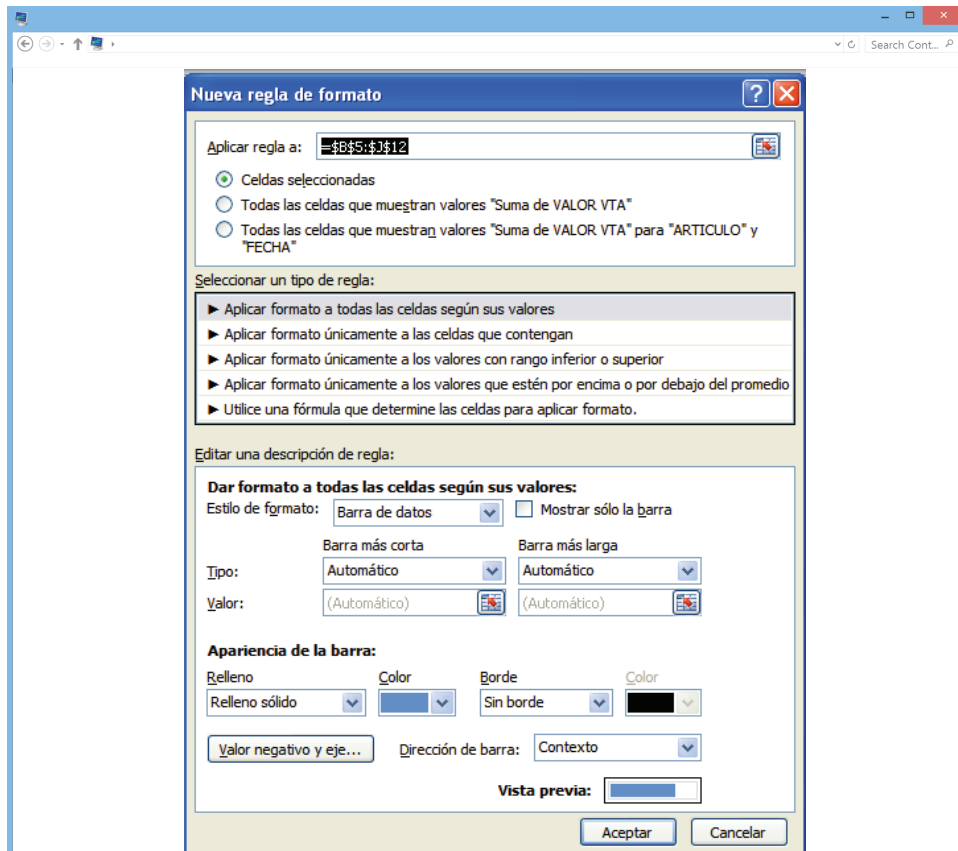 Search Cont...
Nueva regla de formato
Aplicar regla a: =$B$5:$J$12
Celdas seleccionadas
Todas las celdas que muestran valores "Suma de VALOR VTA"
Todas las celdas que muestran valores "Suma de VALOR VTA" para "ARTICULO" y
"FECHA"
Seleccionar un tipo de regla:
► Aplicar formato a todas las celdas según sus valores
► Aplicar formato únicamente a las celdas que contengan
► Aplicar formato únicamente a los valores con rango inferior o superior
► Aplicar formato únicamente a los valores que estén por encima o por debajo del promedio
► Utilice una fórmula que determine las celdas para aplicar formato.
Editar una descripción de regla:
Dar formato a todas las celdas según sus valores:
Estilo de formato: Barra de datos Mostrar sólo la barra
Barra más corta Barra más larga
Tipo: Automático Automático
Valor: (Automático) (Automático)
Apariencia de la barra:
Relleno Color Borde Color
Relleno sólido Sin borde
Valor negativo y eje... Dirección de barra: Contexto
Vista previa:
Aceptar Cancelar